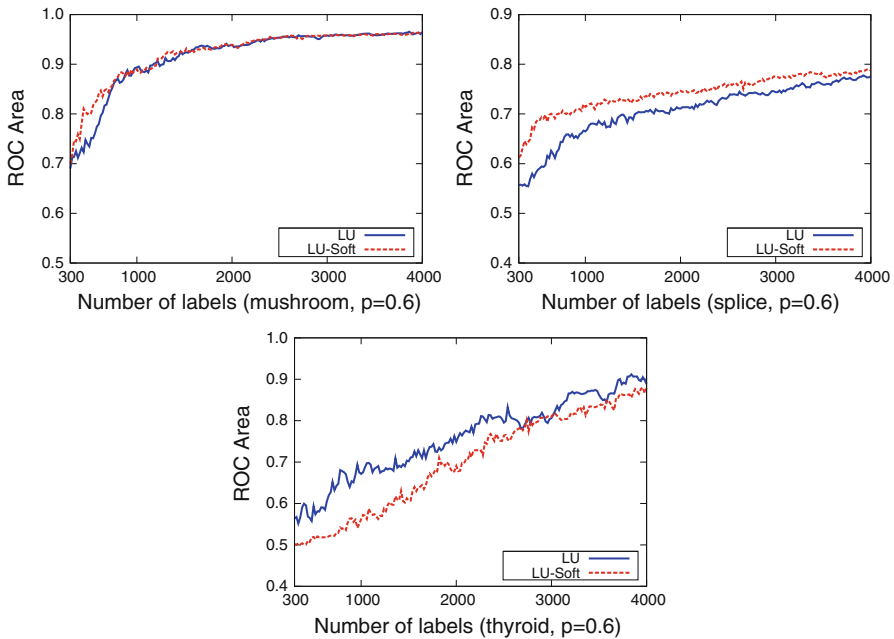 1.0
0.9
0.8
0.7
0.6
0.5
ROC Area
LU
LU-Soft
300 1000 2000 3000 4000
Number of labels (mushroom, p=0.6)
0.9
0.8
0.7
0.6
0.5
0.4
ROC Area
LU
LU-Soft
300 1000 2000 3000 4000
Number of labels (splice, p=0.6)
1.0
0.9
0.8
0.7
0.6
0.5
0.4
ROC Area
LU
LU-Soft
300 1000 2000 3000 4000
Number of labels (thyroid, p=0.6)